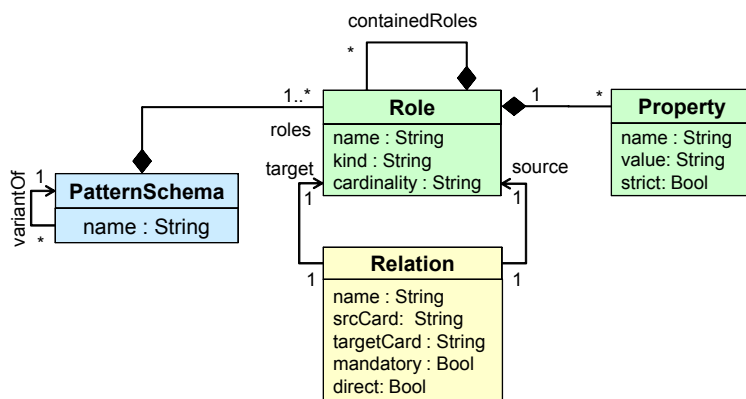 containedRoles
*
1..*
roles
Role
name : String
kind : String
cardinality : String
1
*
Property
name : String
value: String
strict: Bool
target
1
source
1
variantOf
1
*
PatternSchema
name : String
1
1
Relation
name : String
srcCard:  String
targetCard : String
mandatory : Bool
direct: Bool